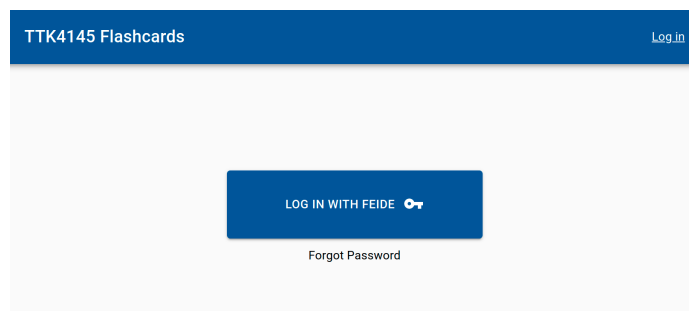 TTK4145 Flashcards
Log in
LOG IN WITH FEIDE
Forgot Password